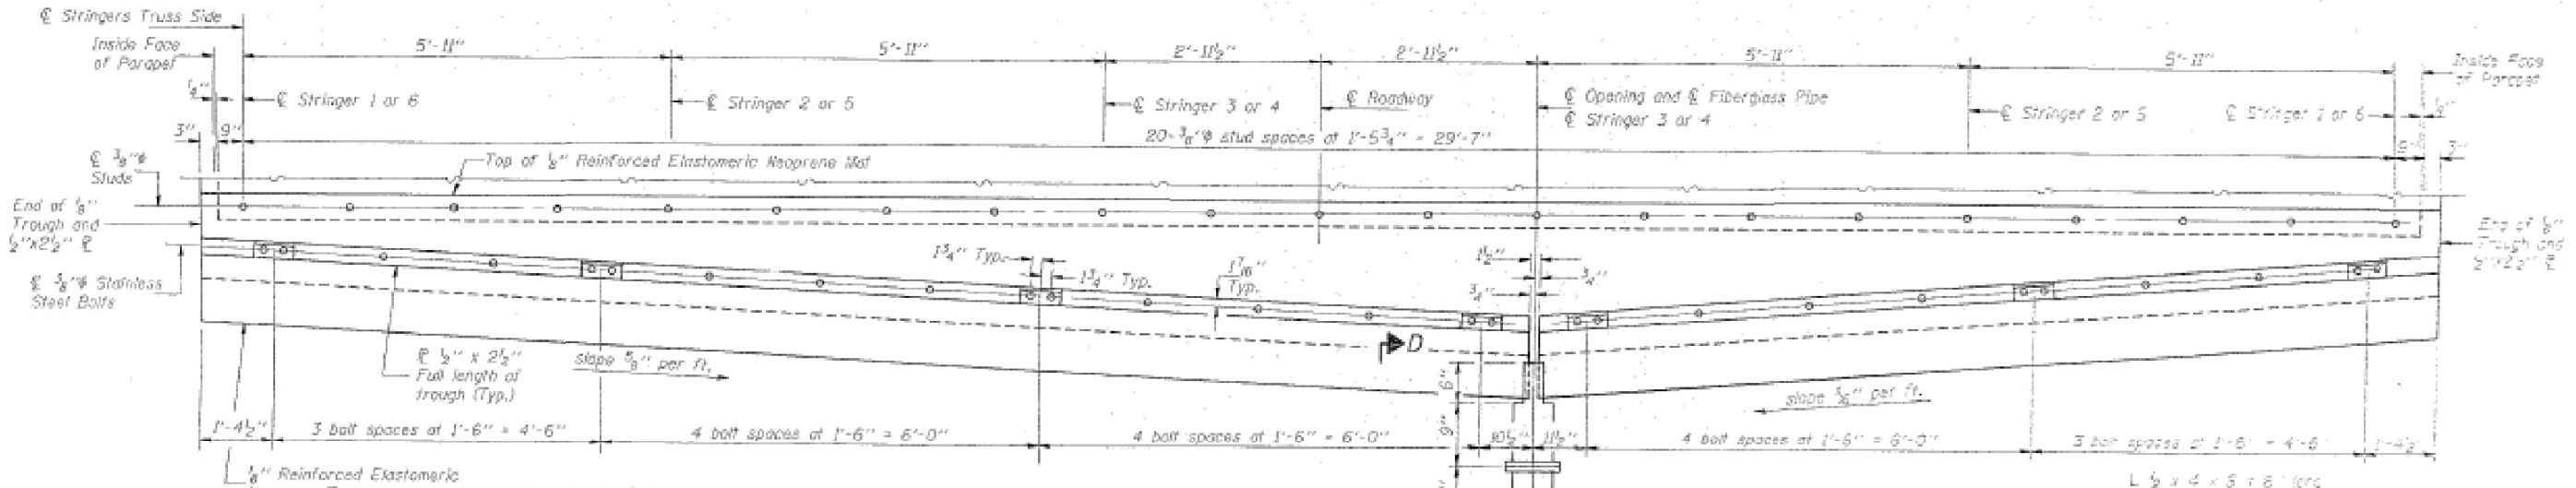 ℄ Stringers Truss Side
Inside Face
of Parapet
5'-11"
5'-11"
2'-11½"
2'-11½"
5'-11"
5'-11"
Inside Face
of Parapet
¼"
℄ Stringer 1 or 6
℄ Stringer 2 or 5
℄ Stringer 3 or 4
℄ Roadway
℄ Opening and ℄ Fiberglass Pipe
℄ Stringer 3 or 4
℄ Stringer 2 or 5
℄ Stringer 1 or 6
3"
9"
20-⅜"φ stud spaces at 1'-5¾" = 29'-7"
℄ ⅜"φ
Studs
Top of ⅛" Reinforced Elastomeric Neoprene Mat
End of ⅛"
Trough and
½"x2½" ⅊
End of ⅛"
Trough and
½"x2½" ⅊
℄ ⅝"φ Stainless
Steel Bolts
1¾" Typ.
1¾" Typ.
1⁷⁄₁₆"
Typ.
1½"
¾"
¾"
⅊ ½" x 2½"
Full length of
trough (Typ.)
slope ⅝" per ft.
D
6"
9"
slope ⅝" per ft.
1'-4½"
3 bolt spaces at 1'-6" = 4'-6"
4 bolt spaces at 1'-6" = 6'-0"
4 bolt spaces at 1'-6" = 6'-0"
10½"
11½"
4 bolt spaces at 1'-6" = 6'-0"
3 bolt spaces at 1'-6" = 4'-6"
1'-4½"
⅛" Reinforced Elastomeric